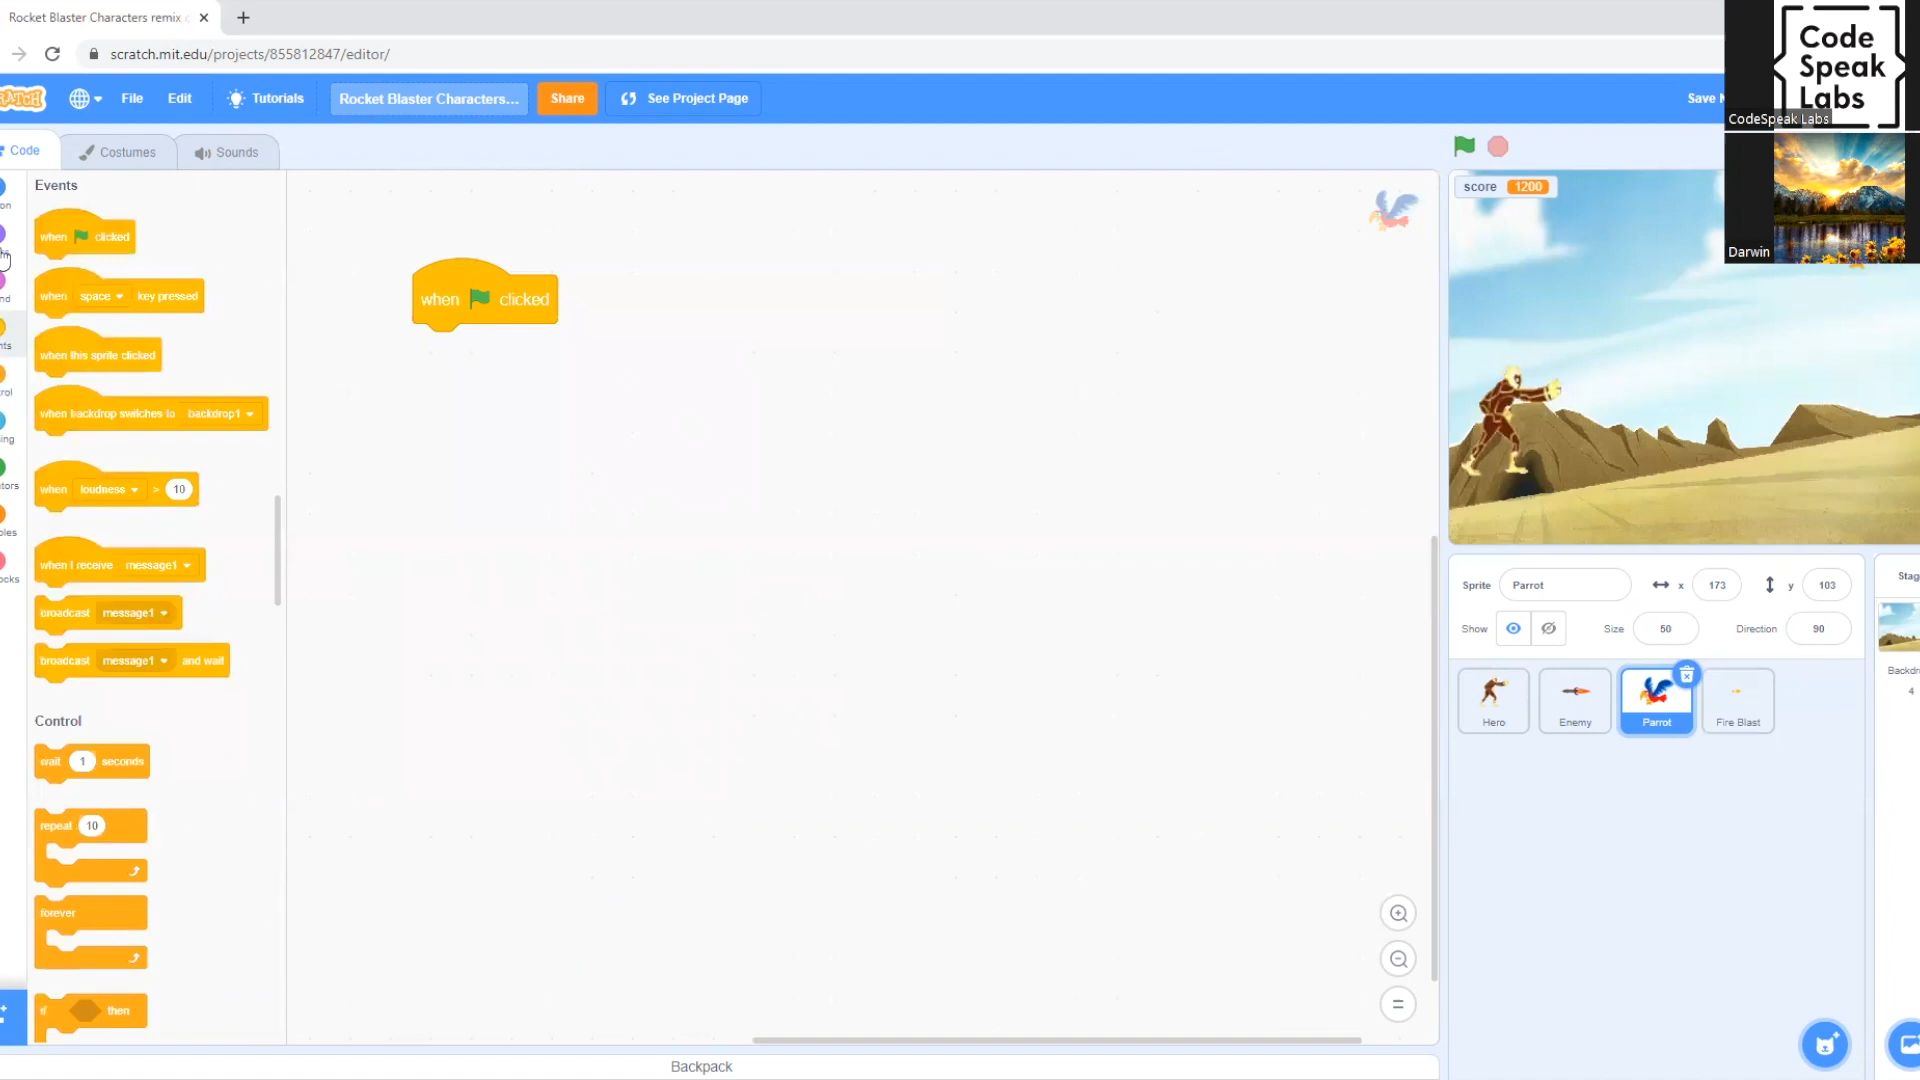 Rocket Blaster Characters remix
scratch.mit.edu/projects/855812847/editor/
File
Edit
Tutorials
Rocket Blaster Characters...
Share
See Project Page
Save
Code
Speak
Labs
CodeSpeak Labs
Darwin
Code
Costumes
Sounds
Events
when clicked
when space key pressed
when this sprite clicked
when backdrop switches to backdrop1
when loudness > 10
when I receive message1
broadcast message1
broadcast message1 and wait
Control
wait 1 seconds
repeat 10
forever
if then
when clicked
Backpack
score 1200
Sprite Parrot x 173 y 103
Show Size 50 Direction 90
Hero
Enemy
Parrot
Fire Blast
4